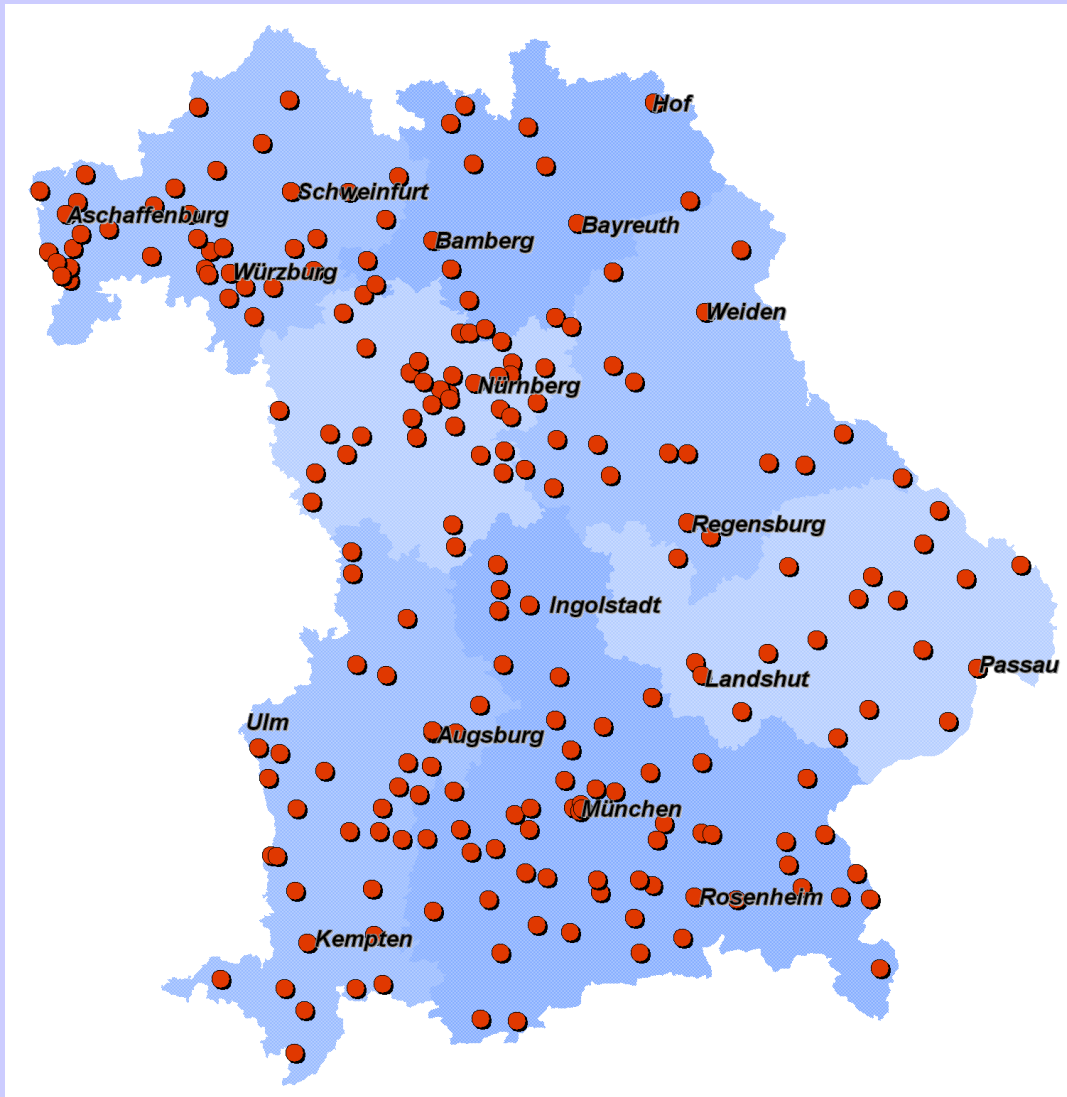 Hof
Schweinfurt
Aschaffenburg
Bayreuth
Bamberg
Würzburg
Weiden
Nürnberg
Regensburg
Ingolstadt
Passau
Landshut
Ulm
Augsburg
München
Rosenheim
Kempten